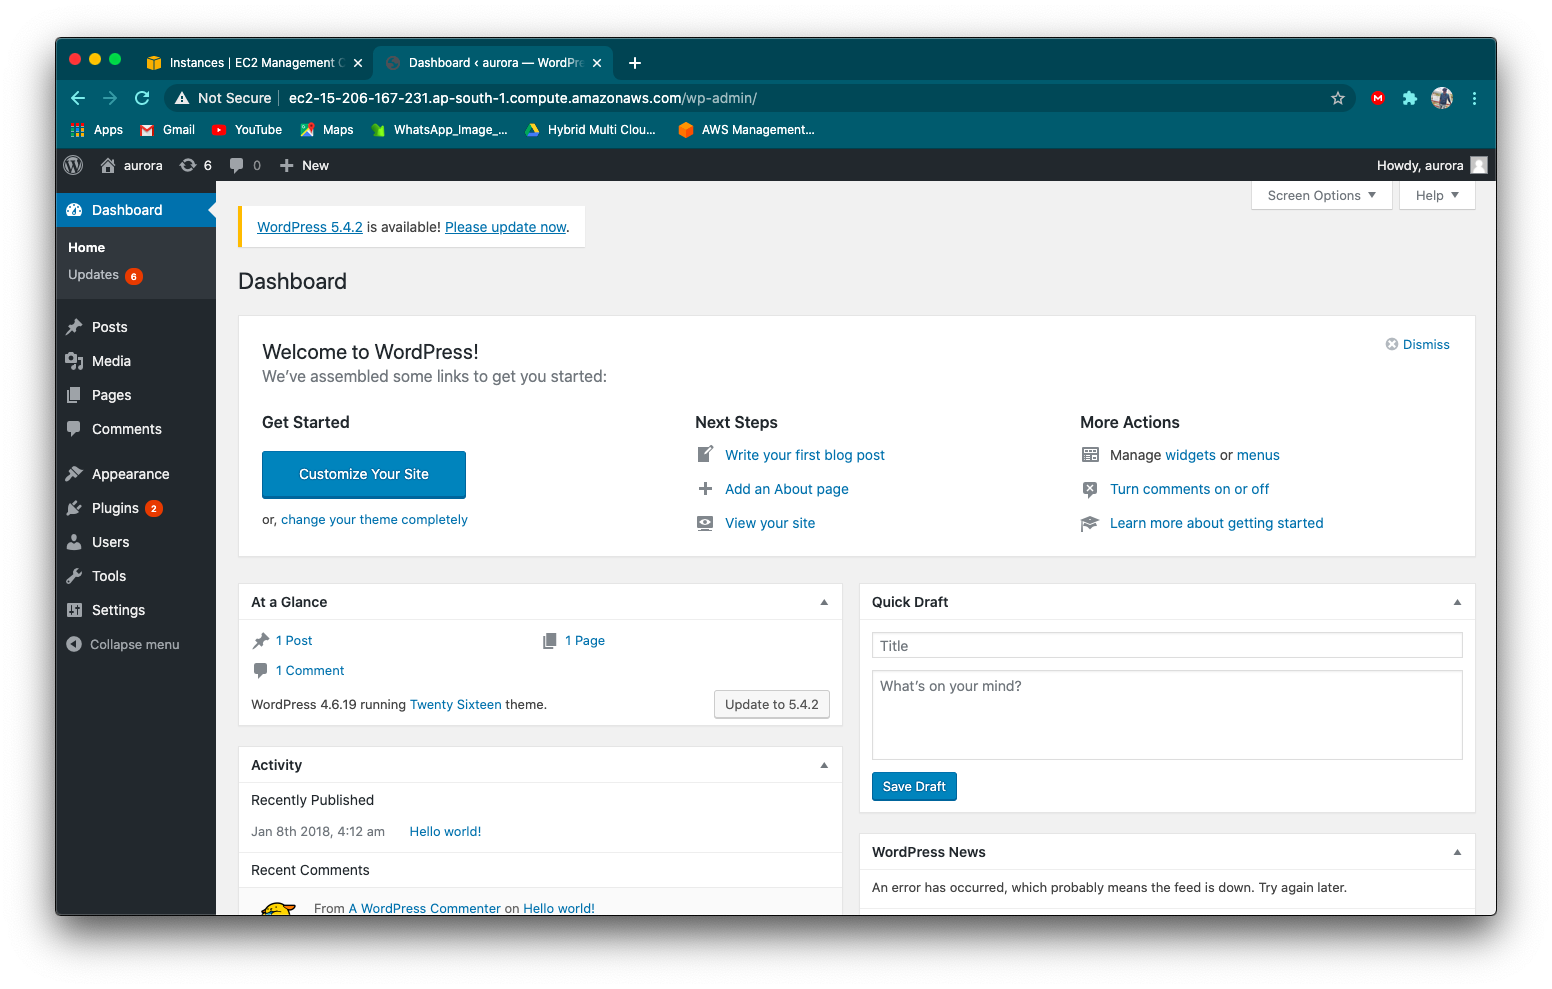 Instances | EC2 Management C
Dashboard ‹ aurora — WordPre
Not Secure | ec2-15-206-167-231.ap-south-1.compute.amazonaws.com/wp-admin/
Apps Gmail YouTube Maps WhatsApp_Image_... Hybrid Multi Clou... AWS Management...
aurora 6 0 New Howdy, aurora
Dashboard
Home
Updates 6
Posts
Media
Pages
Comments
Appearance
Plugins 2
Users
Tools
Settings
Collapse menu
Screen Options Help
WordPress 5.4.2 is available! Please update now.
Dashboard
Welcome to WordPress!
Dismiss
We've assembled some links to get you started:
Get Started
Customize Your Site
or, change your theme completely
Next Steps
Write your first blog post
Add an About page
View your site
More Actions
Manage widgets or menus
Turn comments on or off
Learn more about getting started
At a Glance
1 Post 1 Page
1 Comment
WordPress 4.6.19 running Twenty Sixteen theme. Update to 5.4.2
Activity
Recently Published
Jan 8th 2018, 4:12 am Hello world!
Recent Comments
From A WordPress Commenter on Hello world!
Quick Draft
Title
What's on your mind?
Save Draft
WordPress News
An error has occurred, which probably means the feed is down. Try again later.